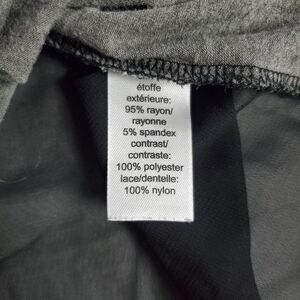 étoffe
extérieure:
95% rayon/
rayonne
5% spandex
contrast/
contraste:
100% polyester
lace/dentelle:
100% nylon